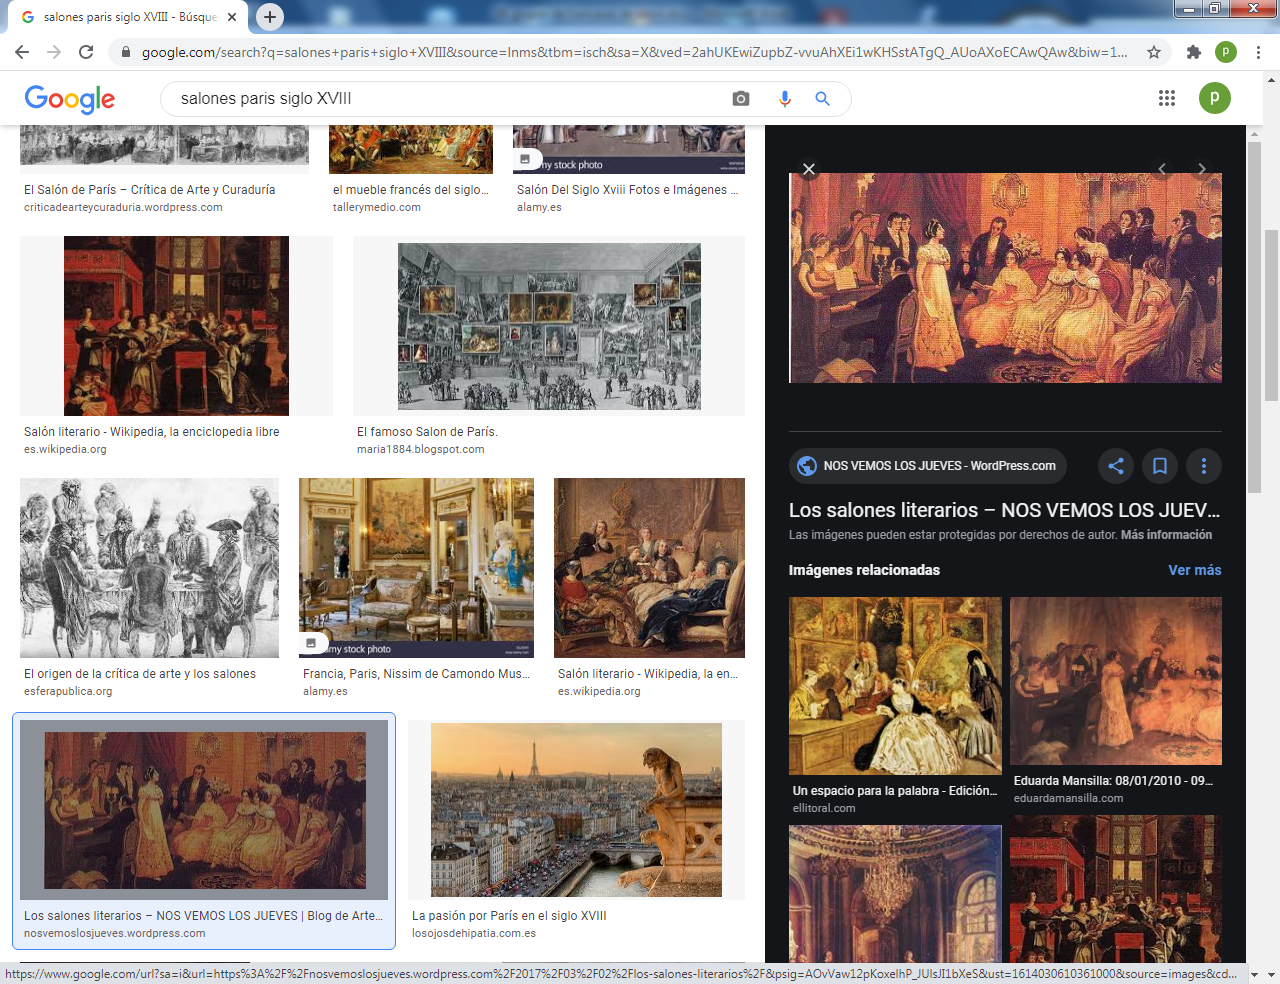 salones paris siglo XVIII - Búsque
google.com/search?q=salones+paris+siglo+XVIII&source=lnms&tbm=isch&sa=X&ved=2ahUKEwiZupbZ-vvuAhXEi1wKHSstATgQ_AUoAXoECAwQAw&biw=1...
p
Google
salones paris siglo XVIII
p
El Salón de París – Crítica de Arte y Curaduría
criticadearteycuraduria.wordpress.com
el mueble francés del siglo...
tallerymedio.com
my stock photo
Salón Del Siglo Xviii Fotos e Imágenes ...
alamy.es
Salón literario - Wikipedia, la enciclopedia libre
es.wikipedia.org
El famoso Salon de París.
maria1884.blogspot.com
El origen de la crítica de arte y los salones
esferapublica.org
my stock photo
Francia, Paris, Nissim de Camondo Mus...
alamy.es
Salón literario - Wikipedia, la en...
es.wikipedia.org
Los salones literarios – NOS VEMOS LOS JUEVES | Blog de Arte...
nosvemoslosjueves.wordpress.com
La pasión por París en el siglo XVIII
losojosdehipatia.com.es
NOS VEMOS LOS JUEVES - WordPress.com
Los salones literarios – NOS VEMOS LOS JUEV...
Las imágenes pueden estar protegidas por derechos de autor. Más información
Imágenes relacionadas
Ver más
Un espacio para la palabra - Edición...
ellitoral.com
Eduarda Mansilla: 08/01/2010 - 09...
eduardamansilla.com
https://www.google.com/url?sa=i&url=https%3A%2F%2Fnosvemoslosjueves.wordpress.com%2F2017%2F03%2F02%2Flos-salones-literarios%2F&psig=AOvVaw12pKoxelhP_JUlsJI1bXeS&ust=1614030610361000&source=images&cd...